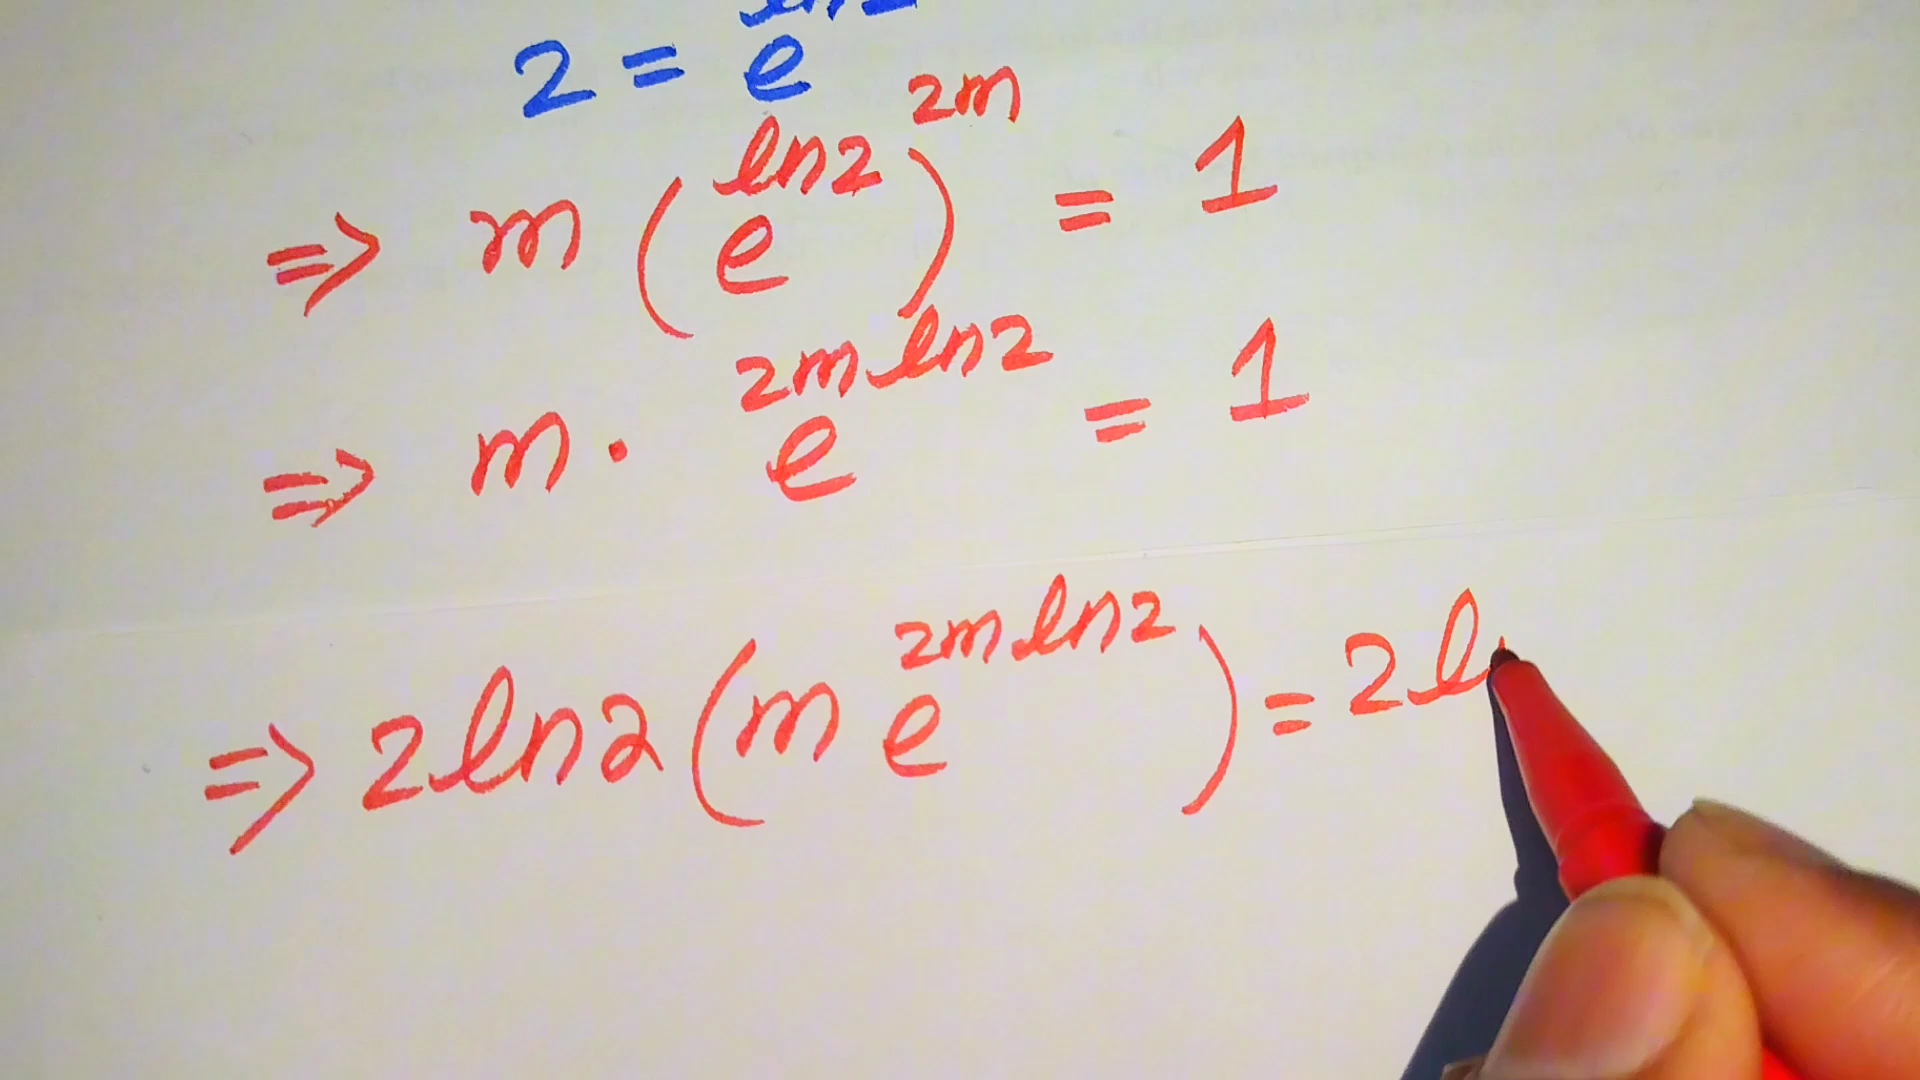 2 = e^ln2
=> m (e^ln2)^2m = 1
=> m · e^2m ln2 = 1
=> 2ln2 (m e^2m ln2) = 2l